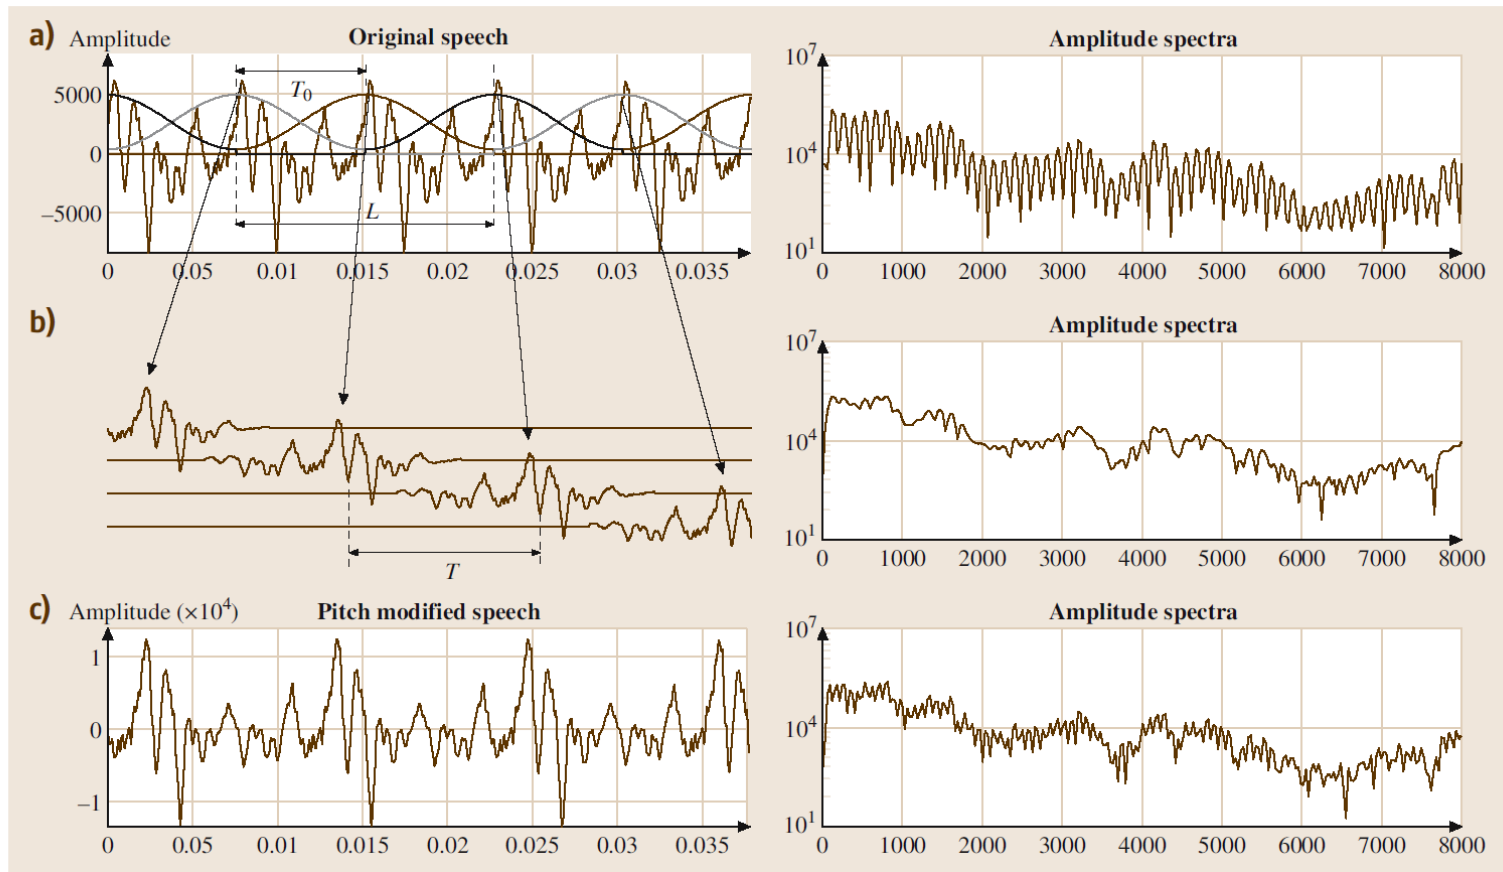 a) Amplitude Original speech Amplitude spectra
10^7
T_0
5000
0 10^4
L
–5000
10^1
0 0.05 0.01 0.015 0.02 0.025 0.03 0.035 0 1000 2000 3000 4000 5000 6000 7000 8000
b) Amplitude spectra
10^7
10^4
10^1
T
0 1000 2000 3000 4000 5000 6000 7000 8000
c) Amplitude (×10^4) Pitch modified speech Amplitude spectra
10^7
1
0 10^4
–1
10^1
0 0.05 0.01 0.015 0.02 0.025 0.03 0.035 0 1000 2000 3000 4000 5000 6000 7000 8000